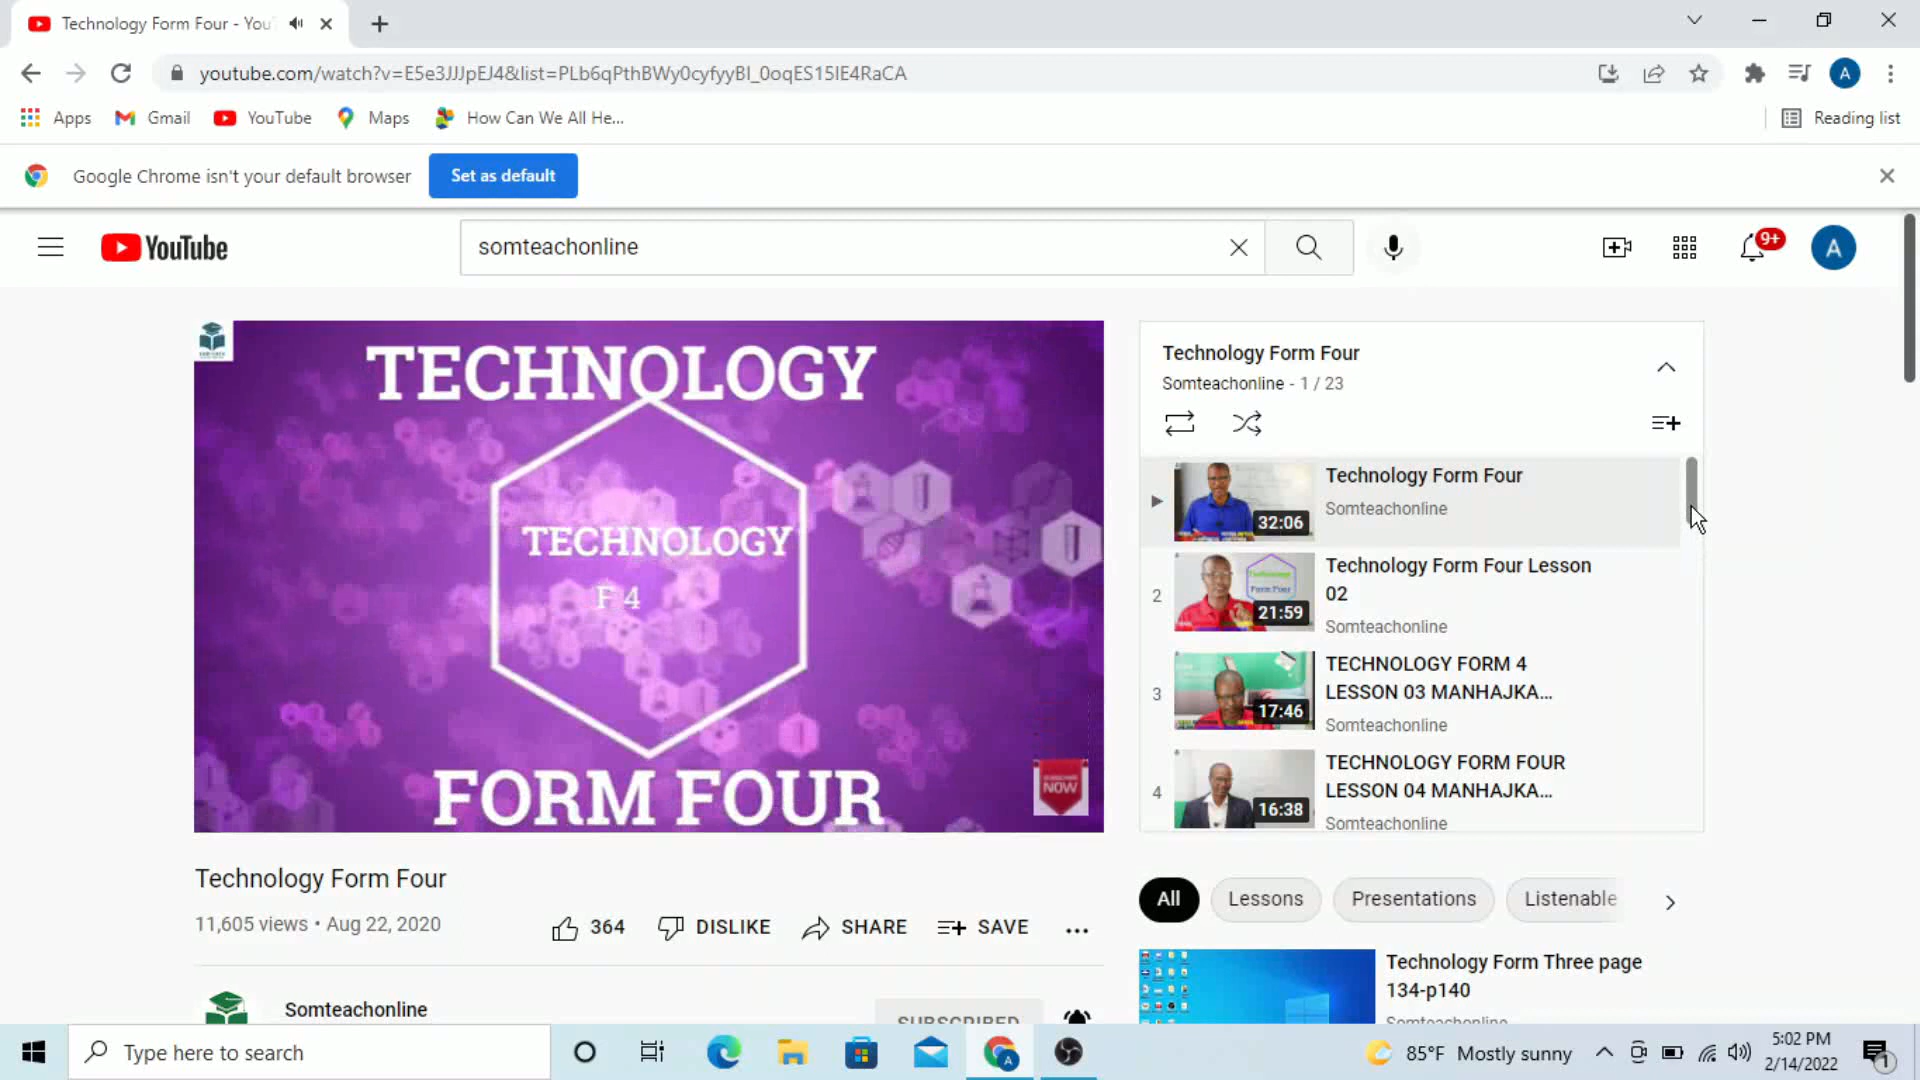 Technology Form Four - You
youtube.com/watch?v=E5e3JJJpEJ4&list=PLb6qPthBWy0cyfyyBI_0oqES15IE4RaCA
A
Apps
Gmail
YouTube
Maps
How Can We All He...
Reading list
Google Chrome isn't your default browser
Set as default
YouTube
somteachonline
9+
A
TECHNOLOGY
TECHNOLOGY
F 4
FORM FOUR
SUBSCRIBE
NOW
Technology Form Four
Somteachonline - 1 / 23
Technology Form Four
Somteachonline
32:06
2
Technology Form Four Lesson
02
Somteachonline
21:59
3
TECHNOLOGY FORM 4
LESSON 03 MANHAJKA...
Somteachonline
17:46
4
TECHNOLOGY FORM FOUR
LESSON 04 MANHAJKA...
Somteachonline
16:38
Technology Form Four
11,605 views • Aug 22, 2020
364
DISLIKE
SHARE
SAVE
All
Lessons
Presentations
Listenable
Technology Form Three page
134-p140
Somteachonline
Somteachonline
SUBSCRIBED
Type here to search
A
85°F Mostly sunny
5:02 PM
2/14/2022
1